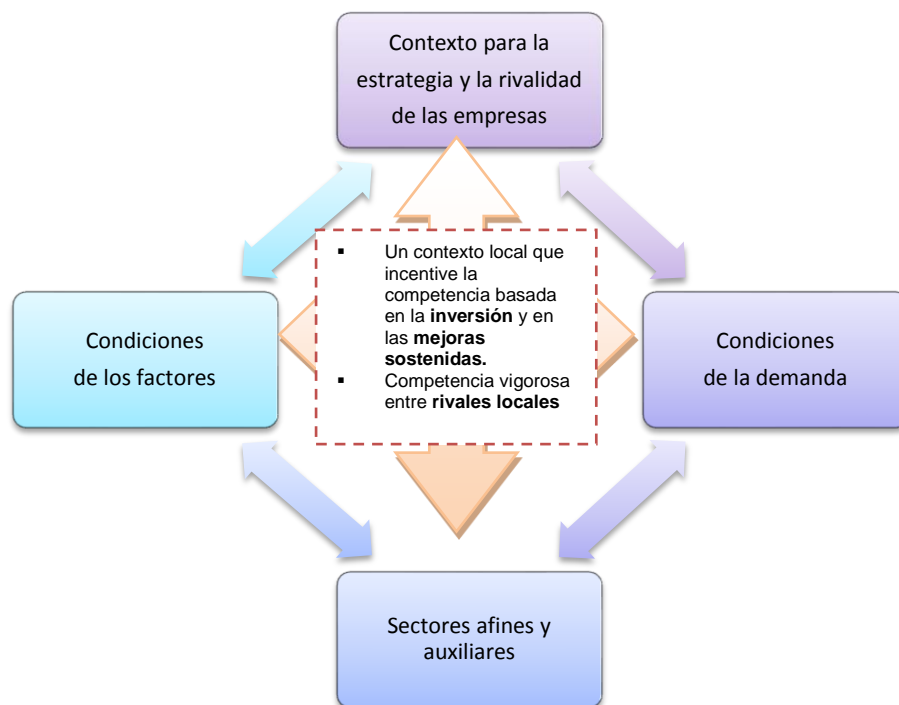 Contexto para la
estrategia y la rivalidad
de las empresas
▪ Un contexto local que
incentive la
competencia basada
en la inversión y en
las mejoras
sostenidas.
▪ Competencia vigorosa
entre rivales locales
Condiciones
de los factores
Condiciones
de la demanda
Sectores afines y
auxiliares